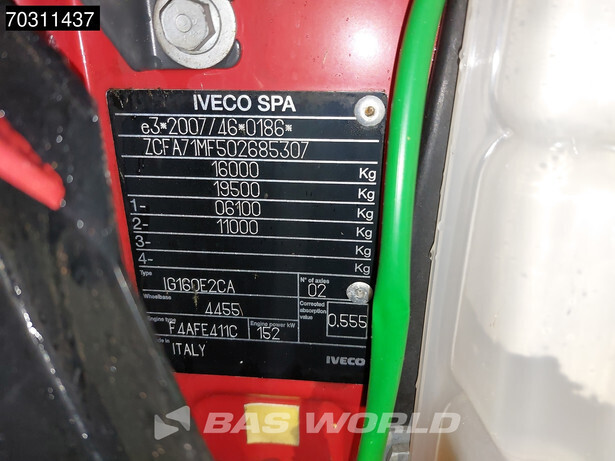 70311437
IVECO SPA
e3*2007/46*0186*
ZCFA71MF502685307
16000 Kg
19500 Kg
1- 06100 Kg
2- 11000 Kg
3- Kg
4- Kg
Type IG160E2CA N° of axles 02
Wheelbase 4455 Corrected absorption value 0.555
Engine type F4AFE411C Engine power kW 152
in ITALY IVECO
BAS WORLD